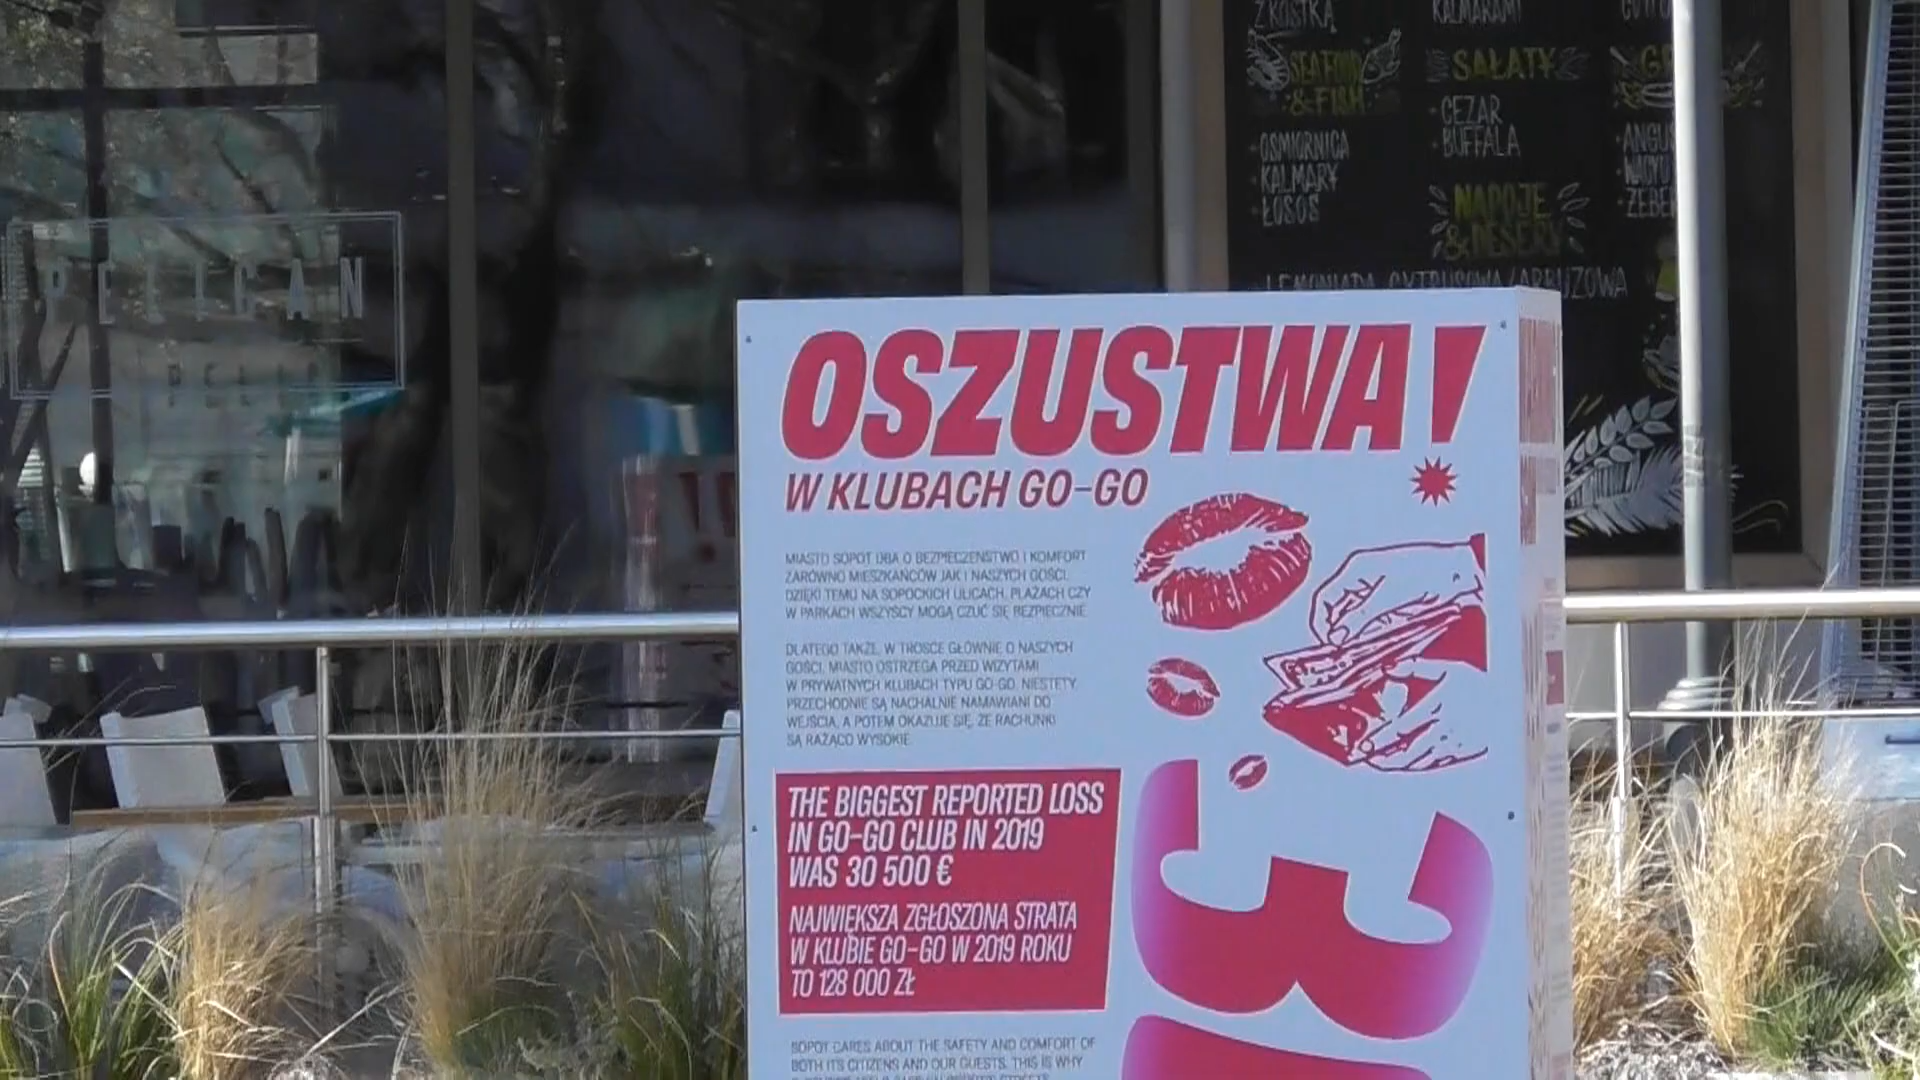 Z KOSTKĄ
KALMARAMI
SEAFOOD
& FISH
SAŁATY
OŚMIORNICA
KALMARY
ŁOSOŚ
CEZAR
BUFFALA
NAPOJE
& DESERY
LEMONIADA CYTRUSOWA/ARBUZOWA
PELICAN
OSZUSTWA!
W KLUBACH GO-GO
MIASTO SOPOT DBA O BEZPIECZEŃSTWO I KOMFORT
ZARÓWNO MIESZKAŃCÓW JAK I NASZYCH GOŚCI.
DZIĘKI TEMU NA SOPOCKICH ULICACH, PLAŻACH CZY
W PARKACH WSZYSCY MOGĄ CZUĆ SIĘ BEZPIECZNIE.
DLATEGO TAKŻE, W TROSCE GŁÓWNIE O NASZYCH
GOŚCI, MIASTO OSTRZEGA PRZED WIZYTAMI
W PRYWATNYCH KLUBACH TYPU GO-GO. NIESTETY,
PRZECHODNIE SĄ NACHALNIE NAMAWIANI DO
WEJŚCIA, A POTEM OKAZUJE SIĘ, ŻE RACHUNKI
SĄ RAŻĄCO WYSOKIE.
THE BIGGEST REPORTED LOSS
IN GO-GO CLUB IN 2019
WAS 30 500 €
NAJWIĘKSZA ZGŁOSZONA STRATA
W KLUBIE GO-GO W 2019 ROKU
TO 128 000 ZŁ
SOPOT CARES ABOUT THE SAFETY AND COMFORT OF
BOTH ITS CITIZENS AND OUR GUESTS. THIS IS WHY